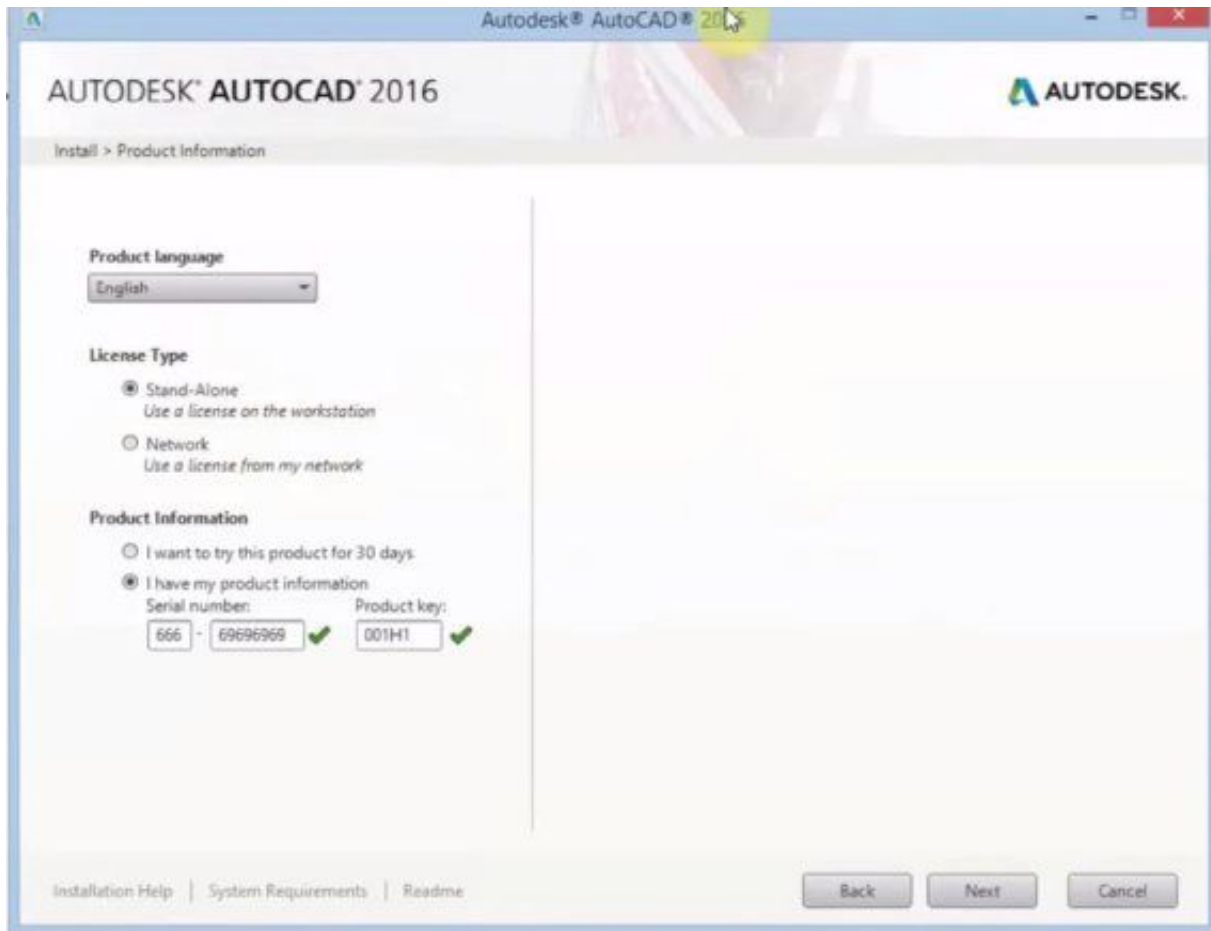 Autodesk® AutoCAD® 2016
AUTODESK® AUTOCAD® 2016
AUTODESK.
Install > Product Information
Product language
English
License Type
Stand-Alone
Use a license on the workstation
Network
Use a license from my network
Product Information
I want to try this product for 30 days
I have my product information
Serial number: Product key:
666 - 69696969 001H1
Installation Help | System Requirements | Readme
Back Next Cancel